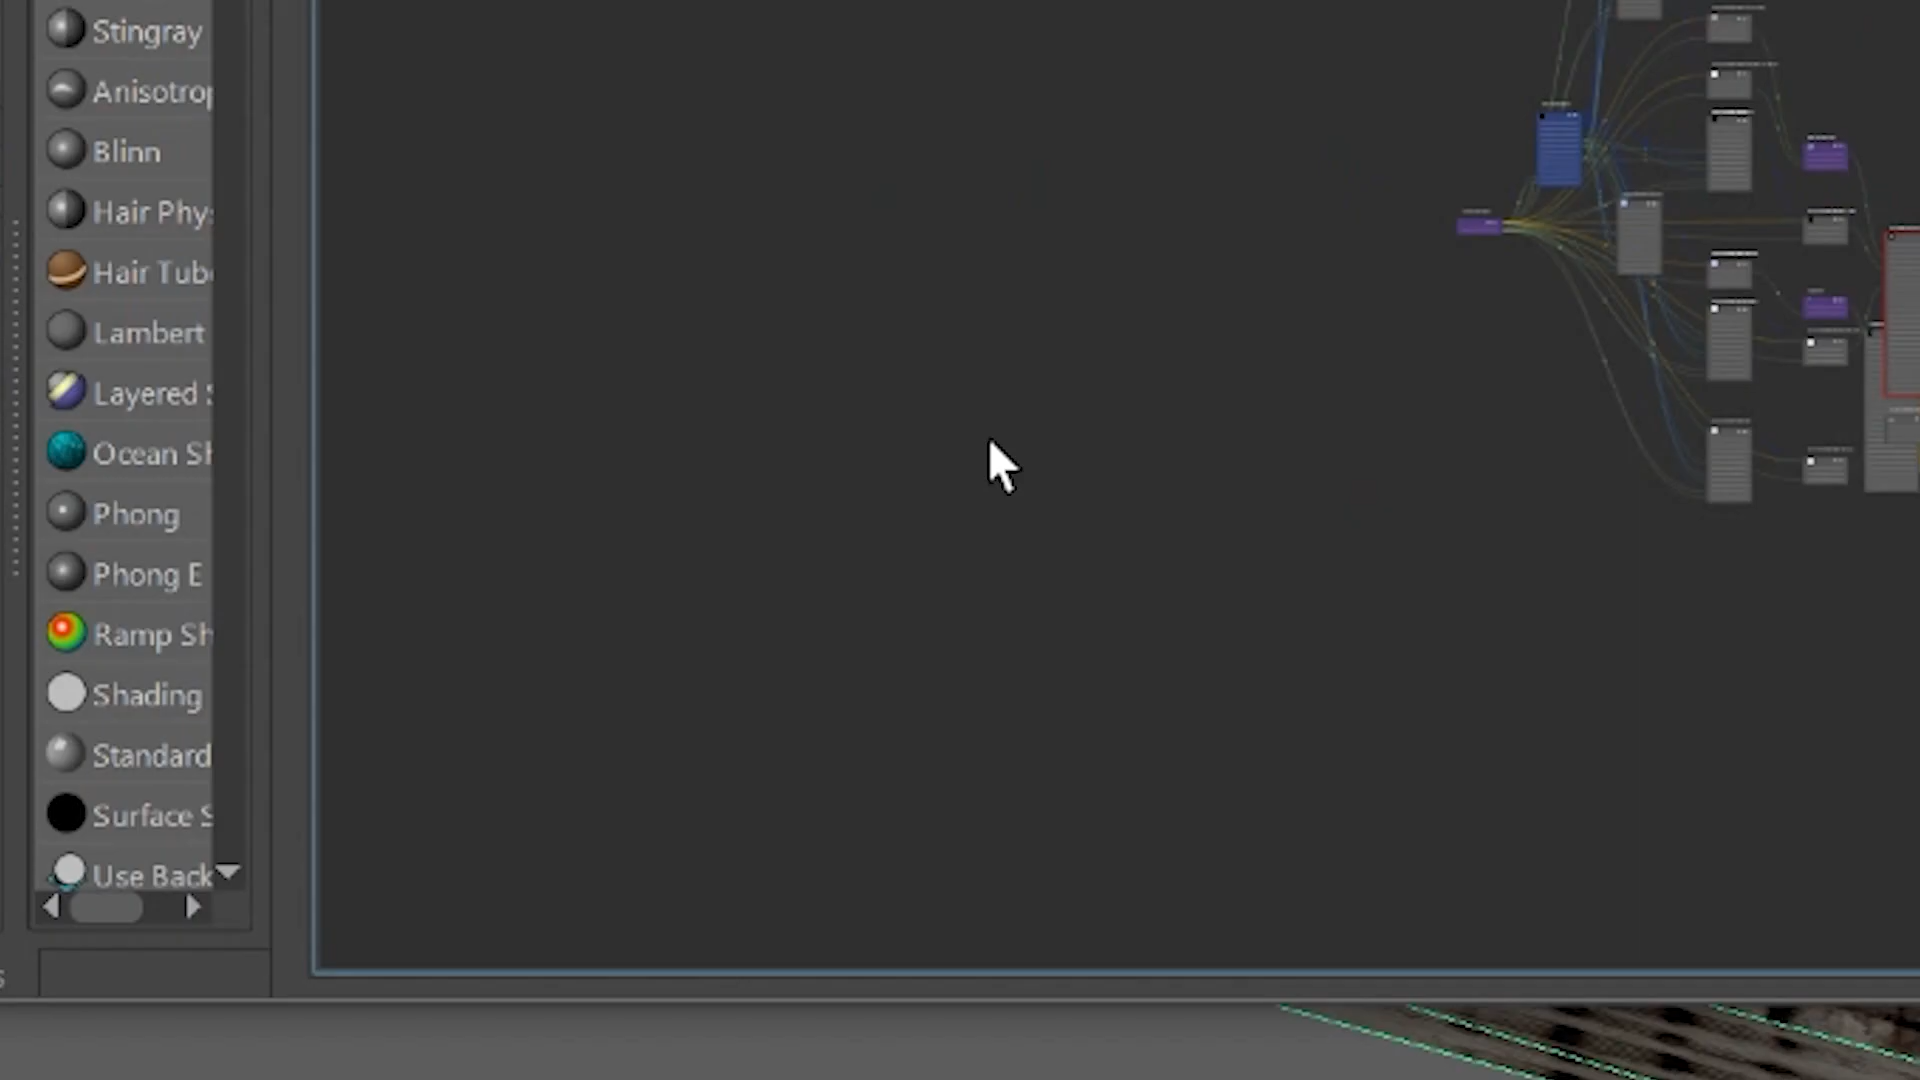 Stingray
Anisotrop
Blinn
Hair Phys
Hair Tub
Lambert
Layered S
Ocean Sh
Phong
Phong E
Ramp Sh
Shading
Standard
Surface S
Use Back
s